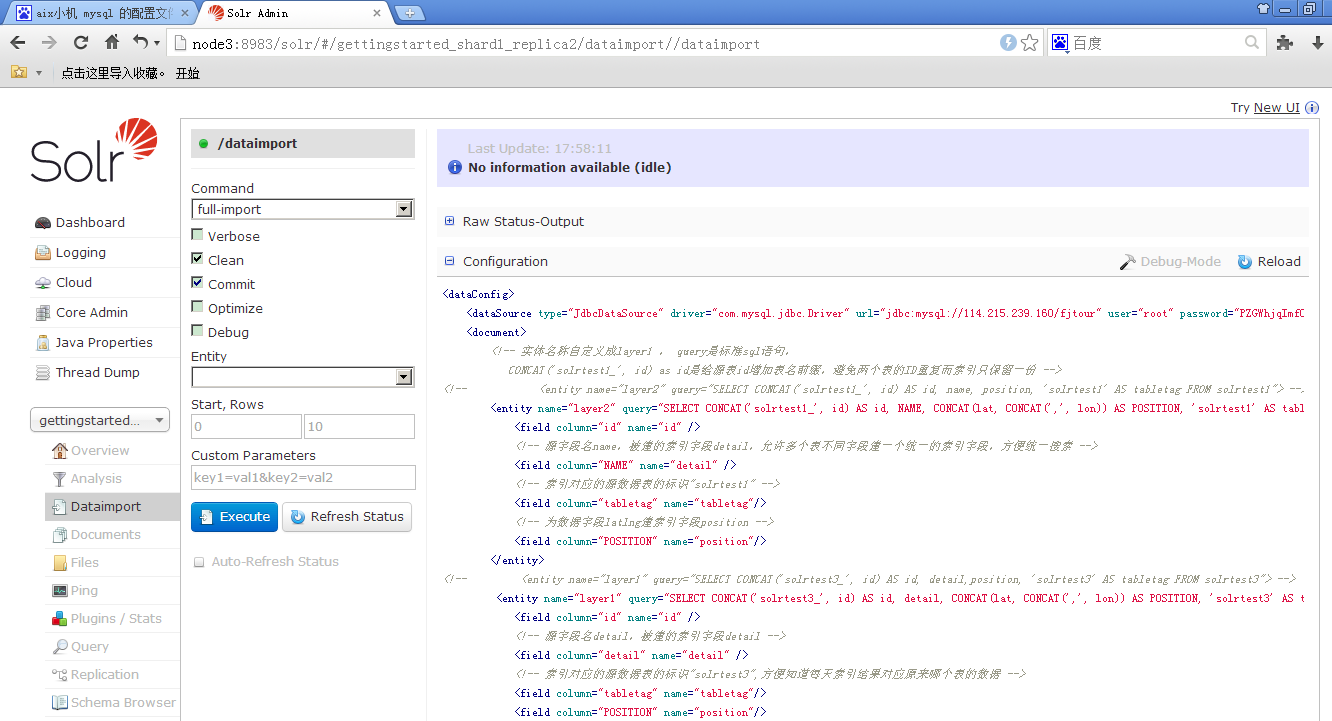 aix小机 mysql 的配置文
Solr Admin
node3:8983/solr/#/gettingstarted_shard1_replica2/dataimport//dataimport
百度
点击这里导入收藏。 开始
Try New UI
Solr
Dashboard
Logging
Cloud
Core Admin
Java Properties
Thread Dump
gettingstarted...
Overview
Analysis
Dataimport
Documents
Files
Ping
Plugins / Stats
Query
Replication
Schema Browser
/dataimport
Command
full-import
Verbose
Clean
Commit
Optimize
Debug
Entity
Start, Rows
0 10
Custom Parameters
key1=val1&key2=val2
Execute Refresh Status
Auto-Refresh Status
Last Update: 17:58:11
No information available (idle)
Raw Status-Output
Configuration Debug-Mode Reload
<dataConfig>
<dataSource type="JdbcDataSource" driver="com.mysql.jdbc.Driver" url="jdbc:mysql://114.215.239.160/fjtour" user="root" password="PZGWhjqImf
<document>
<!-- 实体名称自定义成layer1 , query是标准sql语句,
CONCAT('solrtest1_', id) as id是给原表id增加表名前缀, 避免两个表的ID重复而索引只保留一份 -->
<!-- <entity name="layer2" query="SELECT CONCAT('solrtest1_', id) AS id, name, position, 'solrtest1' AS tabletag FROM solrtest1"> --
<entity name="layer2" query="SELECT CONCAT('solrtest1_', id) AS id, NAME, CONCAT(lat, CONCAT(',', lon)) AS POSITION, 'solrtest1' AS tabl
<field column="id" name="id" />
<!-- 源字段名name, 被建的索引字段detail, 允许多个表不同字段建一个统一的索引字段, 方便统一搜索 -->
<field column="NAME" name="detail" />
<!-- 索引对应的源数据表的标识"solrtest1" -->
<field column="tabletag" name="tabletag"/>
<!-- 为数据字段latlng建索引字段position -->
<field column="POSITION" name="position"/>
</entity>
<!-- <entity name="layer1" query="SELECT CONCAT('solrtest3_', id) AS id, detail,position, 'solrtest3' AS tabletag FROM solrtest3"> -->
<entity name="layer1" query="SELECT CONCAT('solrtest3_', id) AS id, detail, CONCAT(lat, CONCAT(',', lon)) AS POSITION, 'solrtest3' AS t
<field column="id" name="id" />
<!-- 源字段名detail, 被建的索引字段detail -->
<field column="detail" name="detail" />
<!-- 索引对应的源数据表的标识"solrtest3",方便知道每天索引结果对应原来哪个表的数据 -->
<field column="tabletag" name="tabletag"/>
<field column="POSITION" name="position"/>